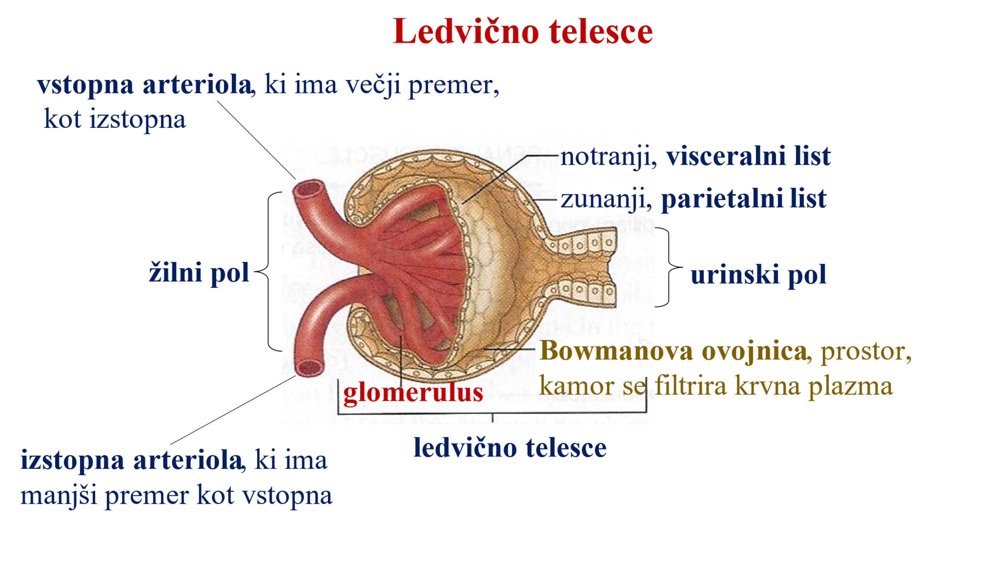 Ledvično telesce
vstopna arteriola, ki ima večji premer,
kot izstopna
notranji, visceralni list
zunanji, parietalni list
žilni pol
urinski pol
Bowmanova ovojnica, prostor,
kamor se filtrira krvna plazma
glomerulus
ledvično telesce
izstopna arteriola, ki ima
manjši premer kot vstopna